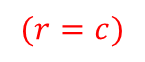 (r = c)